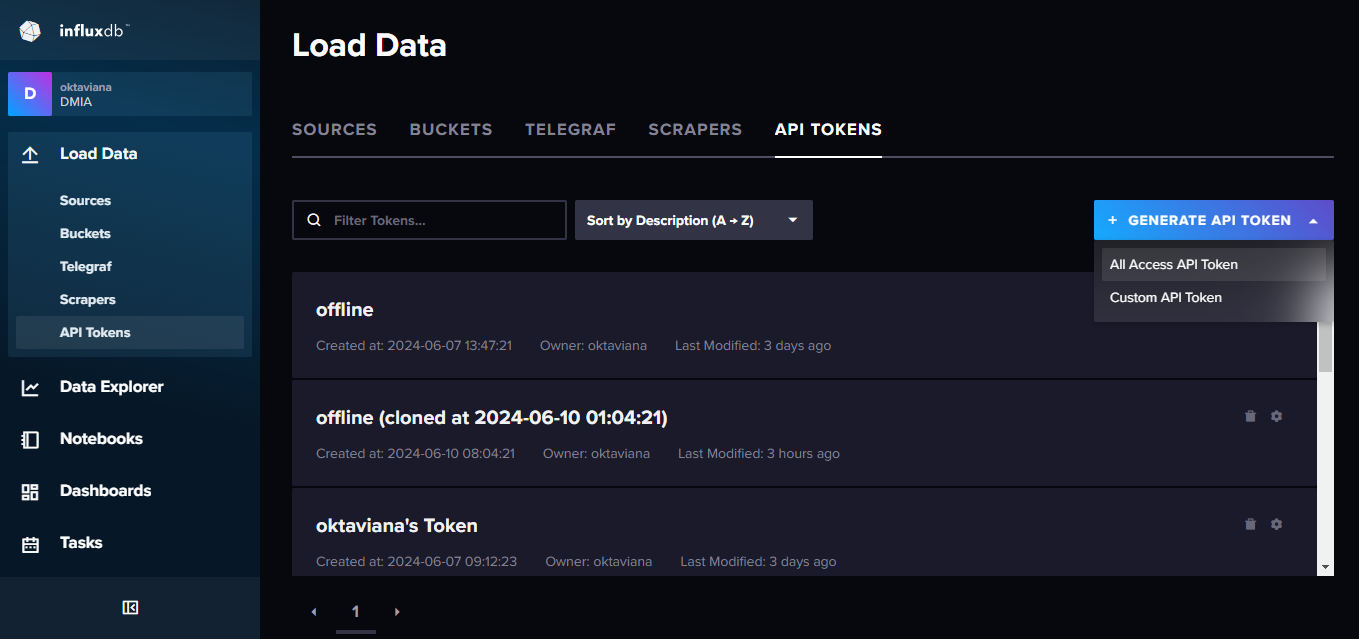 influxdb™
D
oktaviana
DMIA
Load Data
Sources
Buckets
Telegraf
Scrapers
API Tokens
Data Explorer
Notebooks
Dashboards
Tasks
Load Data
SOURCES BUCKETS TELEGRAF SCRAPERS API TOKENS
Filter Tokens...
Sort by Description (A → Z)
+ GENERATE API TOKEN
All Access API Token
Custom API Token
offline
Created at: 2024-06-07 13:47:21 Owner: oktaviana Last Modified: 3 days ago
offline (cloned at 2024-06-10 01:04:21)
Created at: 2024-06-10 08:04:21 Owner: oktaviana Last Modified: 3 hours ago
oktaviana's Token
Created at: 2024-06-07 09:12:23 Owner: oktaviana Last Modified: 3 days ago
1